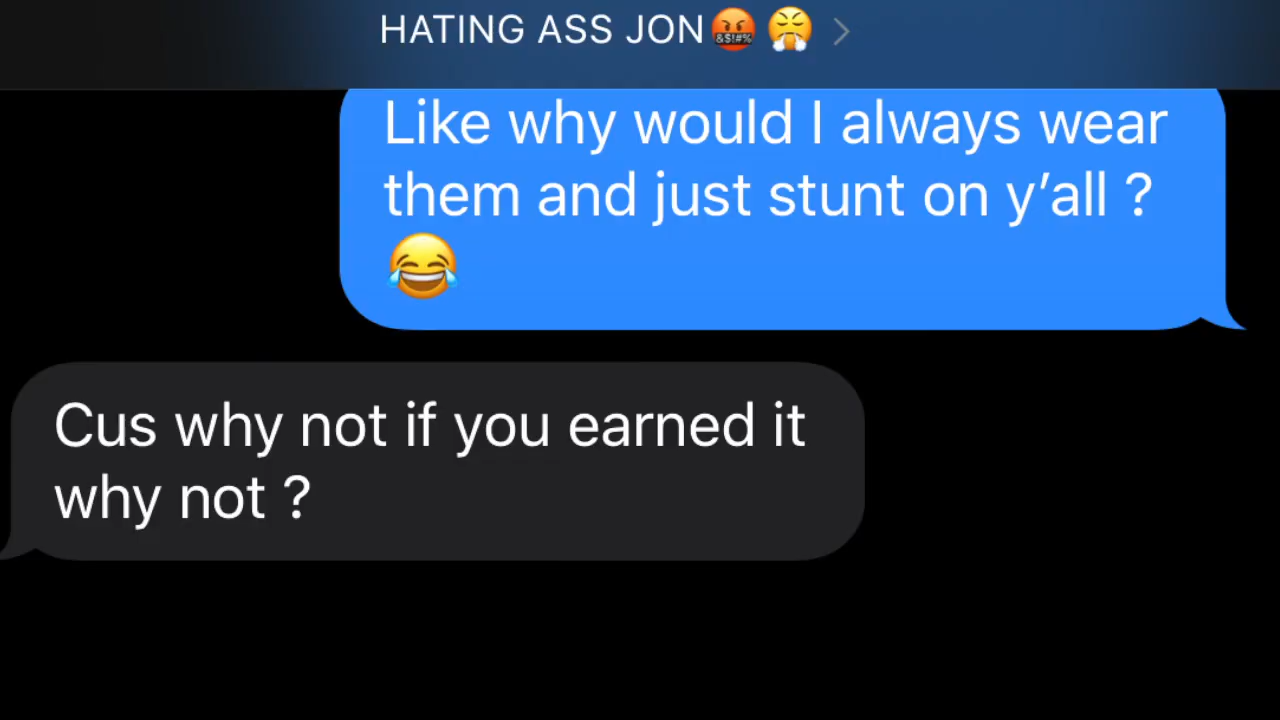 HATING ASS JON🤬😤 >
Like why would I always wear
them and just stunt on y’all ?
😂
Cus why not if you earned it
why not ?